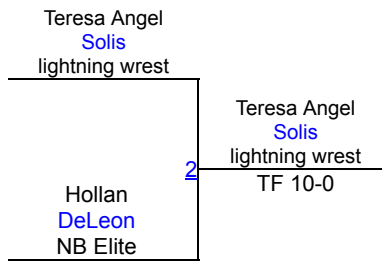 Teresa Angel
Solis
lightning wrest
Teresa Angel
Solis
lightning wrest
2
TF 10-0
Hollan
DeLeon
NB Elite